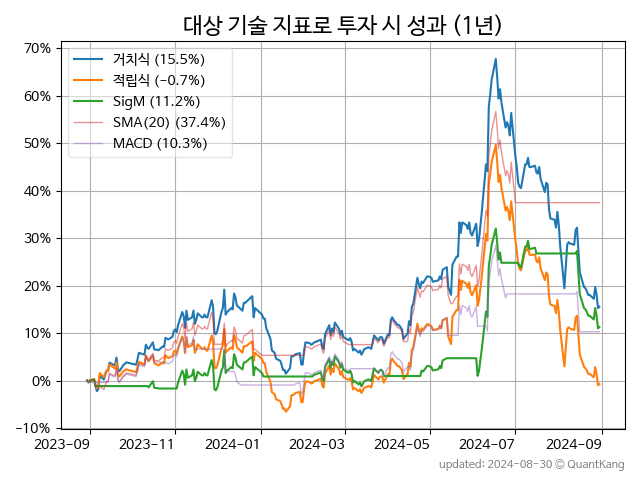 대상 기술 지표로 투자 시 성과 (1년)
거치식 (15.5%)
적립식 (−0.7%)
SigM (11.2%)
SMA(20) (37.4%)
MACD (10.3%)
70%
60%
50%
40%
30%
20%
10%
0%
−10%
2023-09 2023-11 2024-01 2024-03 2024-05 2024-07 2024-09
updated: 2024-08-30 © QuantKang